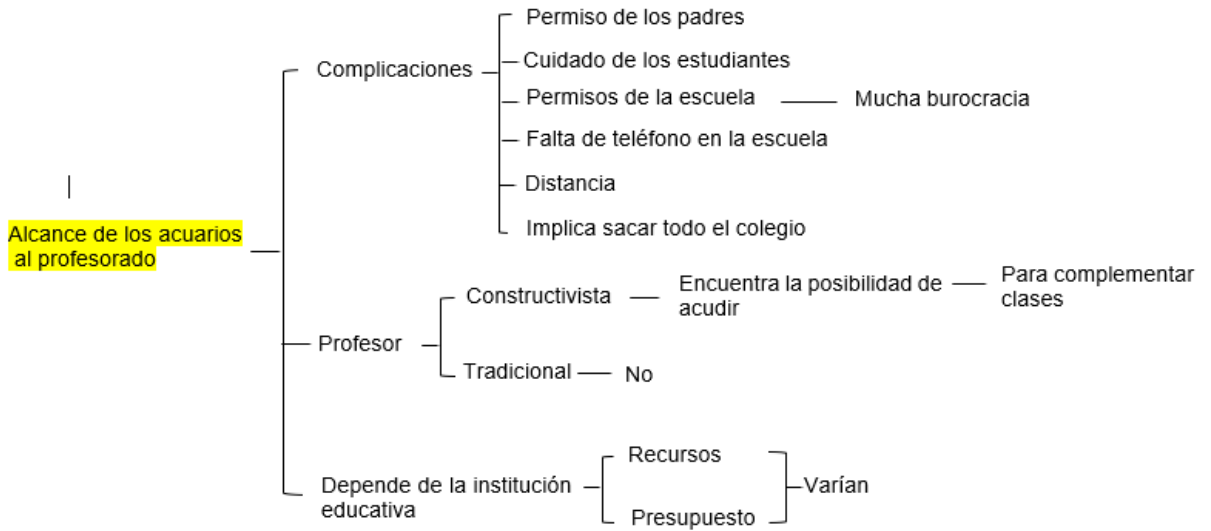 Alcance de los acuarios
al profesorado
Complicaciones
Permiso de los padres
Cuidado de los estudiantes
Permisos de la escuela
Mucha burocracia
Falta de teléfono en la escuela
Distancia
Implica sacar todo el colegio
Profesor
Constructivista
Encuentra la posibilidad de
acudir
Para complementar
clases
Tradicional
No
Depende de la institución
educativa
Recursos
Presupuesto
Varían